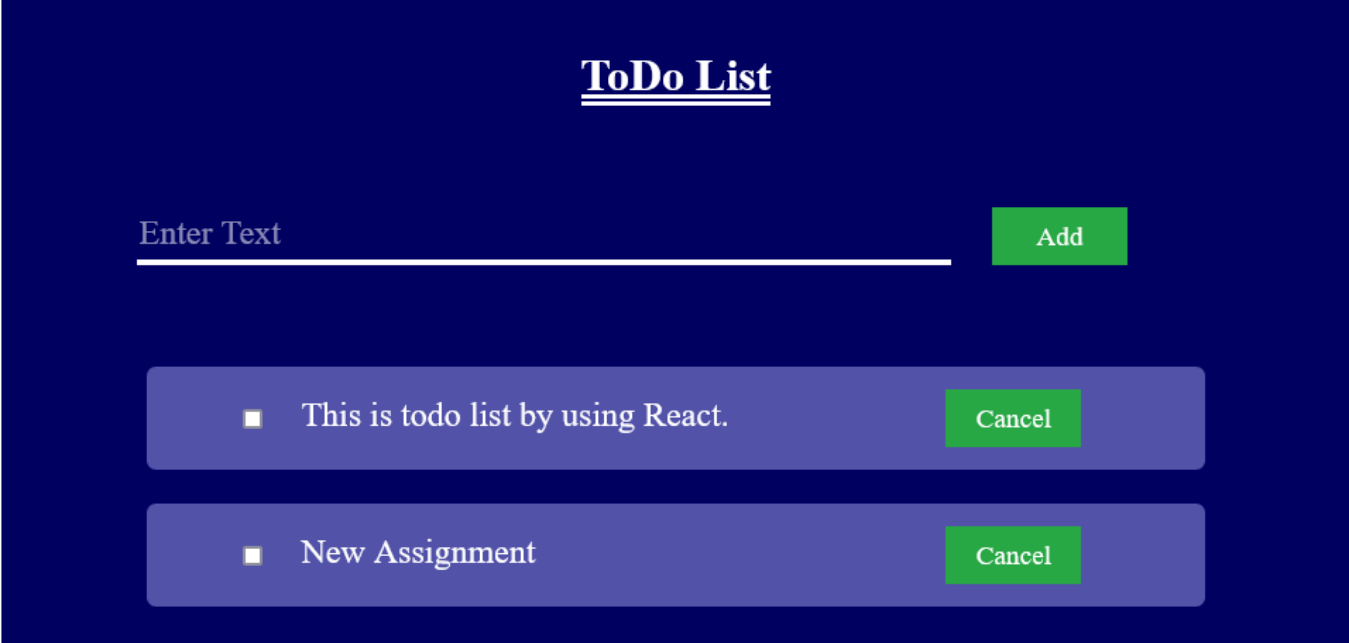 ToDo List
Enter Text
Add
This is todo list by using React.
Cancel
New Assignment
Cancel